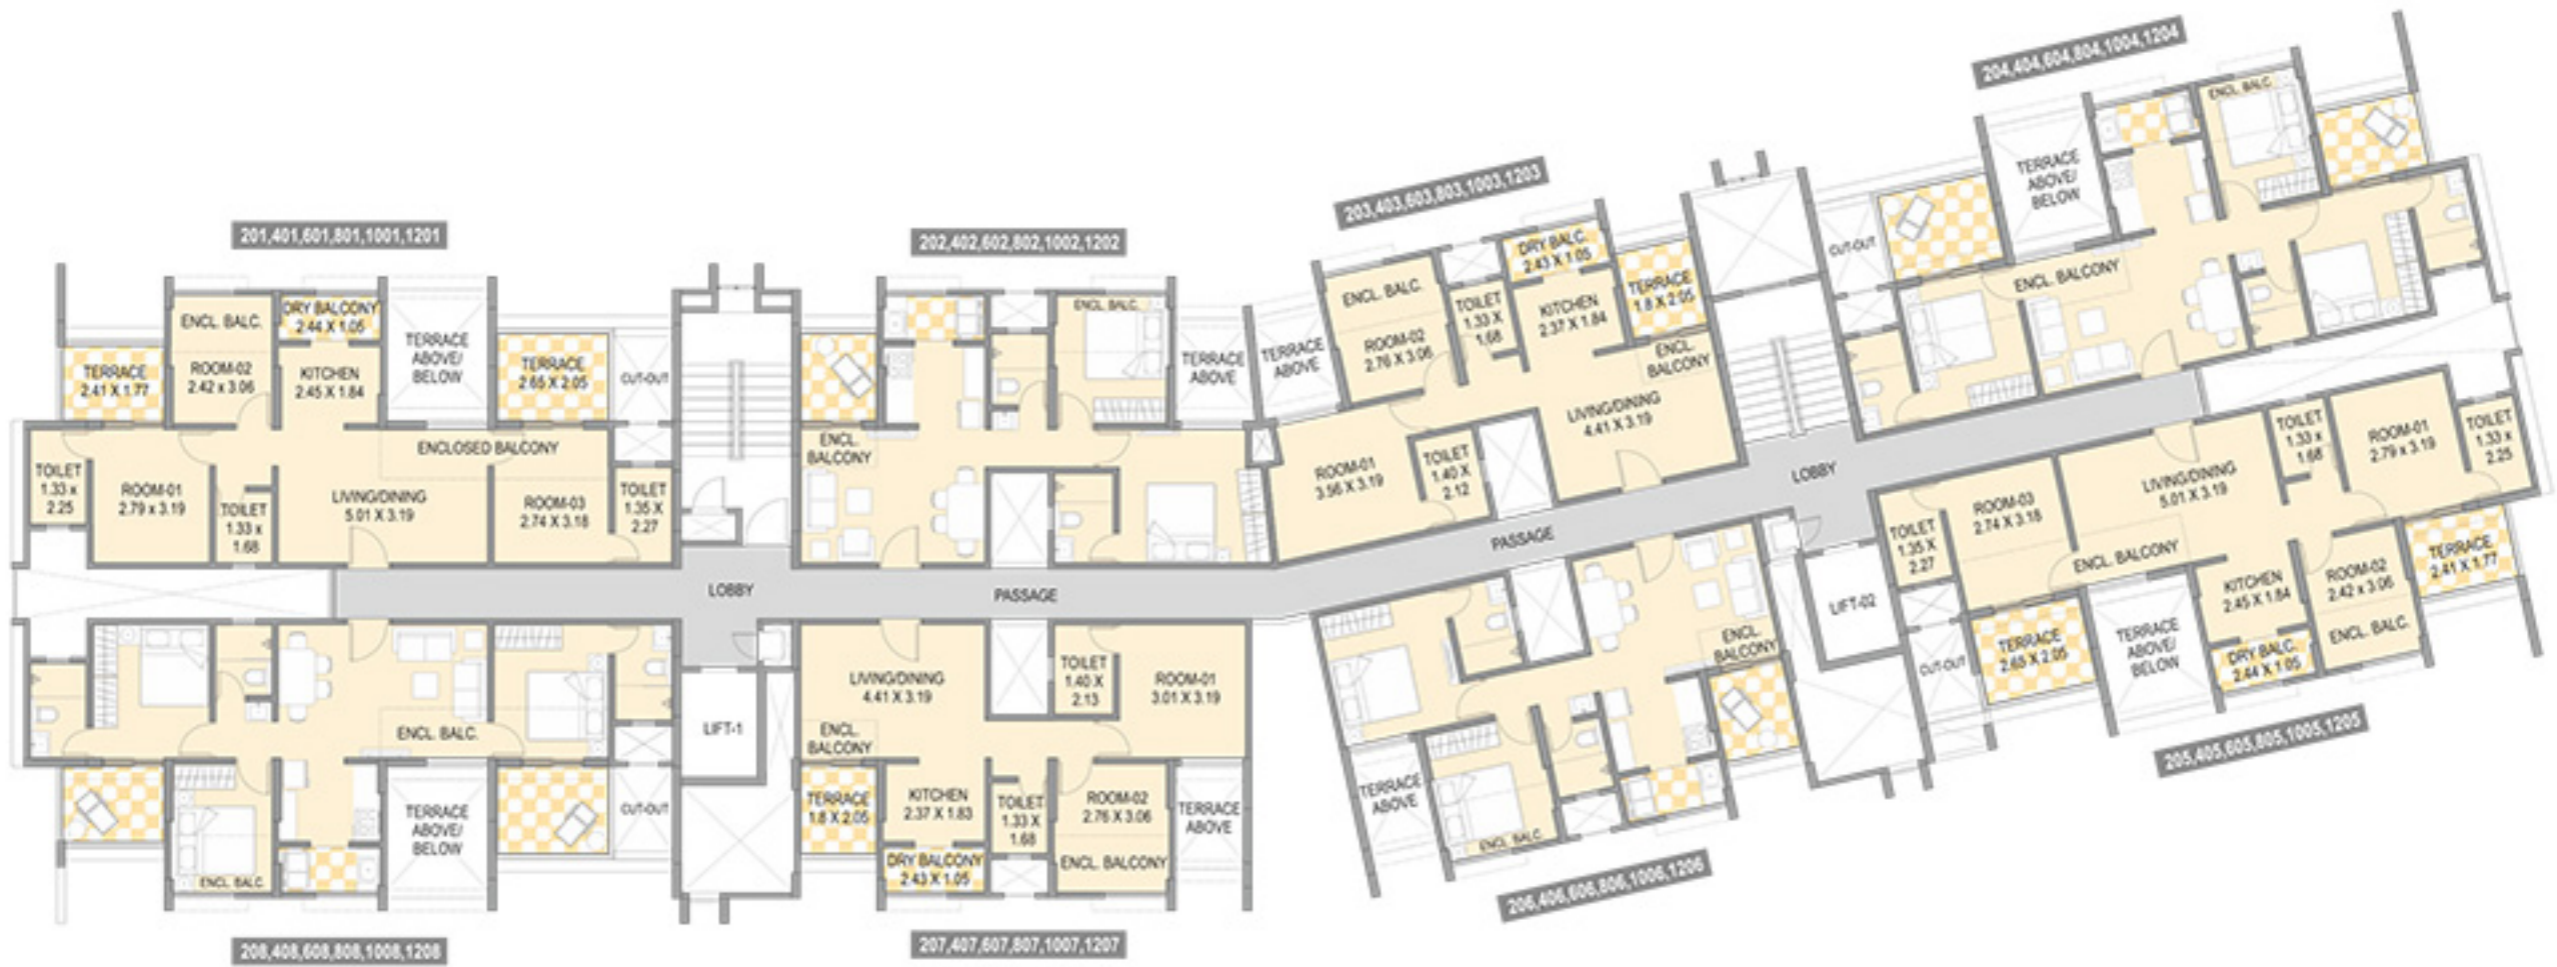 201,401,601,801,1001,1201
TERRACE
2.41 X 1.77
ENCL. BALC.
ROOM-02
2.42 x 3.06
DRY BALCONY
2.44 X 1.05
KITCHEN
2.45 X 1.84
TERRACE
ABOVE/
BELOW
TERRACE
2.65 X 2.05
CUT-OUT
TOILET
1.33 x
2.25
ROOM-01
2.79 x 3.19
TOILET
1.33 x
1.68
ENCLOSED BALCONY
LIVING/DINING
5.01 X 3.19
ROOM-03
2.74 X 3.18
TOILET
1.35 X
2.27
202,402,602,802,1002,1202
ENCL. BALC.
ENCL.
BALCONY
TERRACE
ABOVE
203,403,603,803,1003,1203
TERRACE
ABOVE
ENCL. BALC.
ROOM-02
2.76 X 3.06
TOILET
1.33 X
1.68
DRY BALC.
2.43 X 1.05
KITCHEN
2.37 X 1.84
TERRACE
1.8 X 2.05
ENCL.
BALCONY
LIVING/DINING
4.41 X 3.19
ROOM-01
3.56 X 3.19
TOILET
1.40 X
2.12
204,404,604,804,1004,1204
CUT-OUT
TERRACE
ABOVE/
BELOW
ENCL. BALC.
ENCL. BALCONY
LOBBY
PASSAGE
LOBBY
PASSAGE
TOILET
1.35 X
2.27
ROOM-03
2.74 X 3.18
LIVING/DINING
5.01 X 3.19
ENCL. BALCONY
TOILET
1.33 x
1.68
ROOM-01
2.79 x 3.19
TOILET
1.33 x
2.25
LIFT-02
CUT-OUT
TERRACE
2.65 X 2.05
TERRACE
ABOVE/
BELOW
KITCHEN
2.45 X 1.84
DRY BALC.
2.44 X 1.05
ROOM-02
2.42 x 3.06
ENCL. BALC.
TERRACE
2.41 X 1.77
205,405,605,805,1005,1205
ENCL.
BALCONY
TERRACE
ABOVE
ENCL. BALC.
206,406,606,806,1006,1206
LIFT-1
LIVING/DINING
4.41 X 3.19
ENCL.
BALCONY
TOILET
1.40 X
2.13
ROOM-01
3.01 X 3.19
TERRACE
1.8 X 2.05
KITCHEN
2.37 X 1.83
DRY BALCONY
2.43 X 1.05
TOILET
1.33 X
1.68
ROOM-02
2.76 X 3.06
ENCL. BALCONY
TERRACE
ABOVE
207,407,607,807,1007,1207
ENCL. BALC.
ENCL. BALC.
TERRACE
ABOVE/
BELOW
CUT-OUT
208,408,608,808,1008,1208